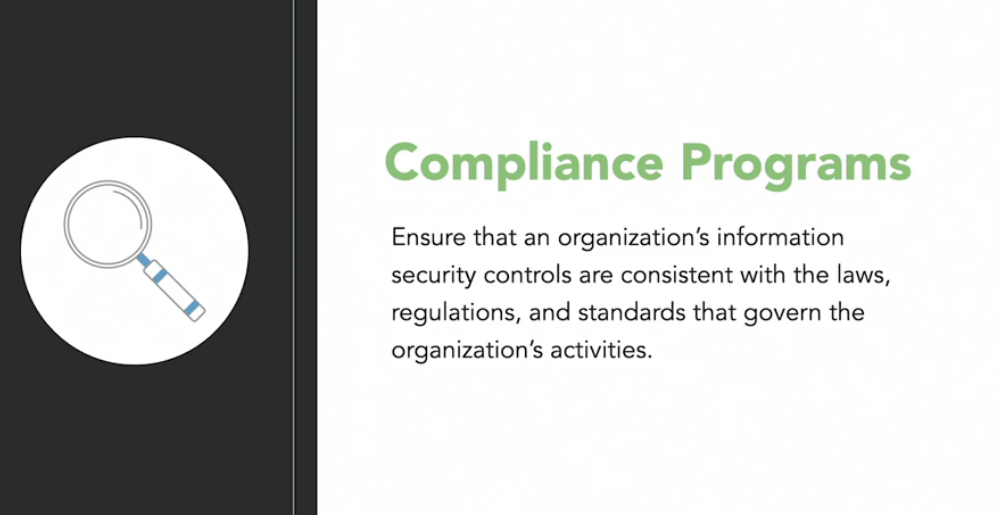 Compliance Programs
Ensure that an organization’s information
security controls are consistent with the laws,
regulations, and standards that govern the
organization’s activities.